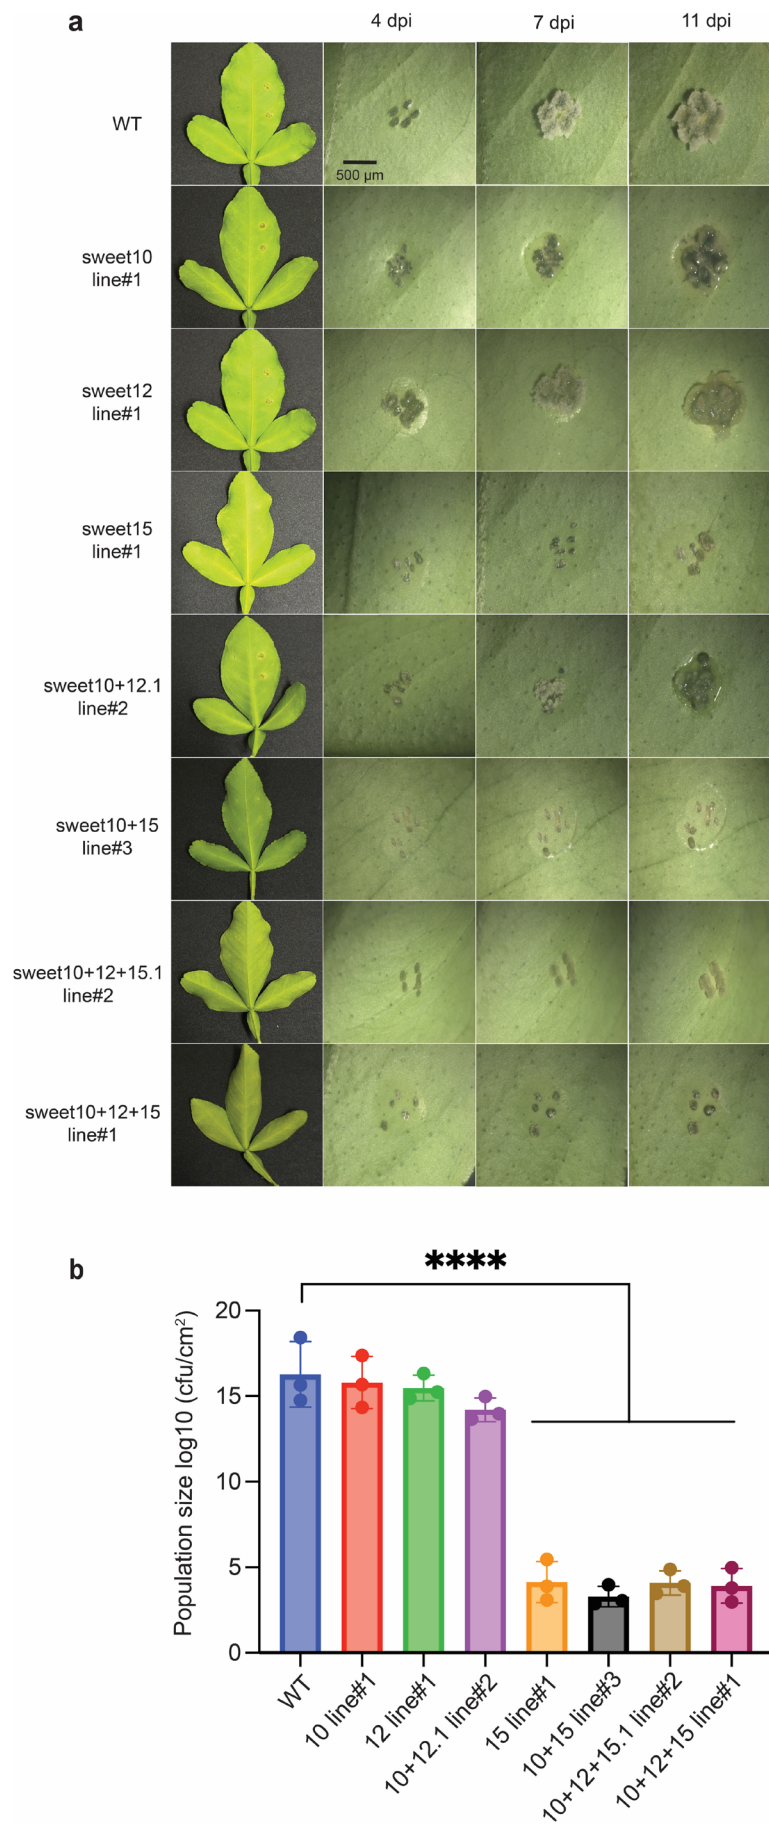 a
4 dpi
7 dpi
11 dpi
WT
500 µm
sweet10
line#1
sweet12
line#1
sweet15
line#1
sweet10+12.1
line#2
sweet10+15
line#3
sweet10+12+15.1
line#2
sweet10+12+15
line#1
b
****
Population size log10 (cfu/cm²)
20
15
10
5
0
WT
10 line#1
12 line#1
10+12.1 line#2
15 line#1
10+15 line#3
10+12+15.1 line#2
10+12+15 line#1